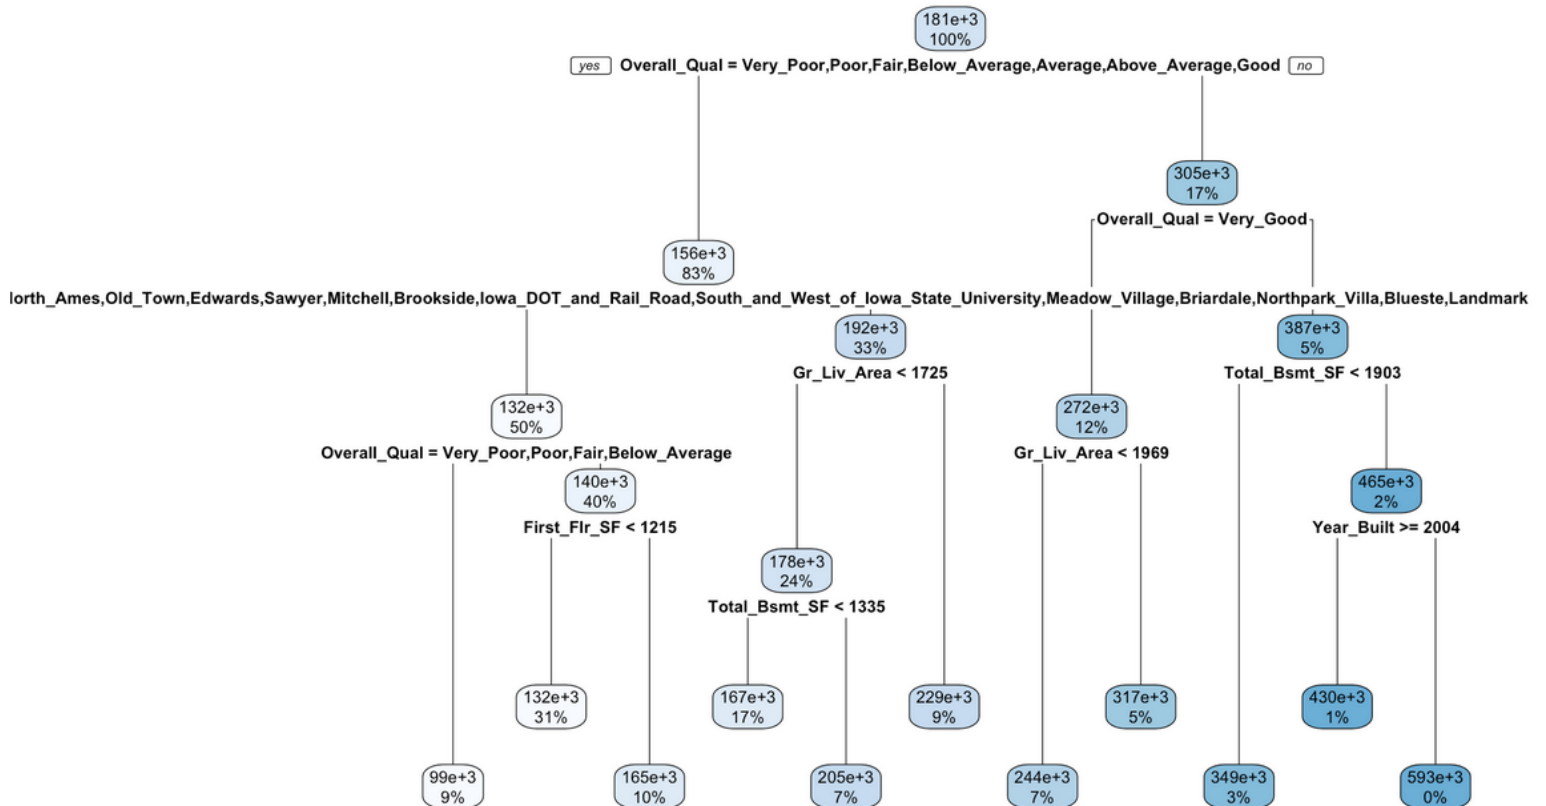 181e+3
100%
yes Overall_Qual = Very_Poor,Poor,Fair,Below_Average,Average,Above_Average,Good no
305e+3
17%
Overall_Qual = Very_Good
156e+3
83%
orth_Ames,Old_Town,Edwards,Sawyer,Mitchell,Brookside,Iowa_DOT_and_Rail_Road,South_and_West_of_Iowa_State_University,Meadow_Village,Briardale,Northpark_Villa,Blueste,Landmark
192e+3
33%
Gr_Liv_Area < 1725
387e+3
5%
Total_Bsmt_SF < 1903
132e+3
50%
Overall_Qual = Very_Poor,Poor,Fair,Below_Average
272e+3
12%
Gr_Liv_Area < 1969
140e+3
40%
First_Flr_SF < 1215
465e+3
2%
Year_Built >= 2004
178e+3
24%
Total_Bsmt_SF < 1335
132e+3
31%
167e+3
17%
229e+3
9%
317e+3
5%
430e+3
1%
99e+3
9%
165e+3
10%
205e+3
7%
244e+3
7%
349e+3
3%
593e+3
0%